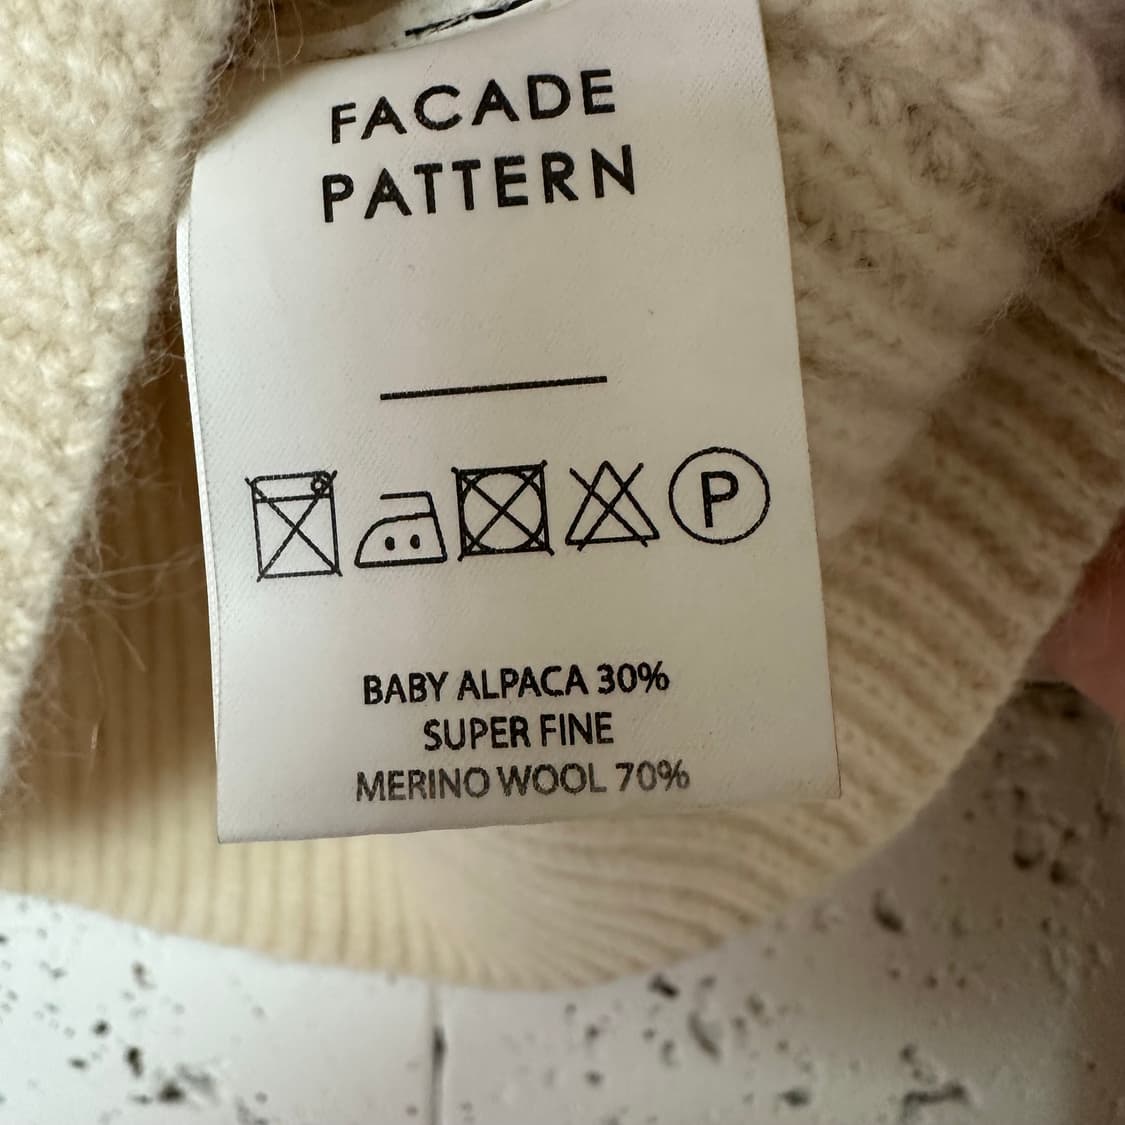 FACADE
PATTERN
P
BABY ALPACA 30%
SUPER FINE
MERINO WOOL 70%